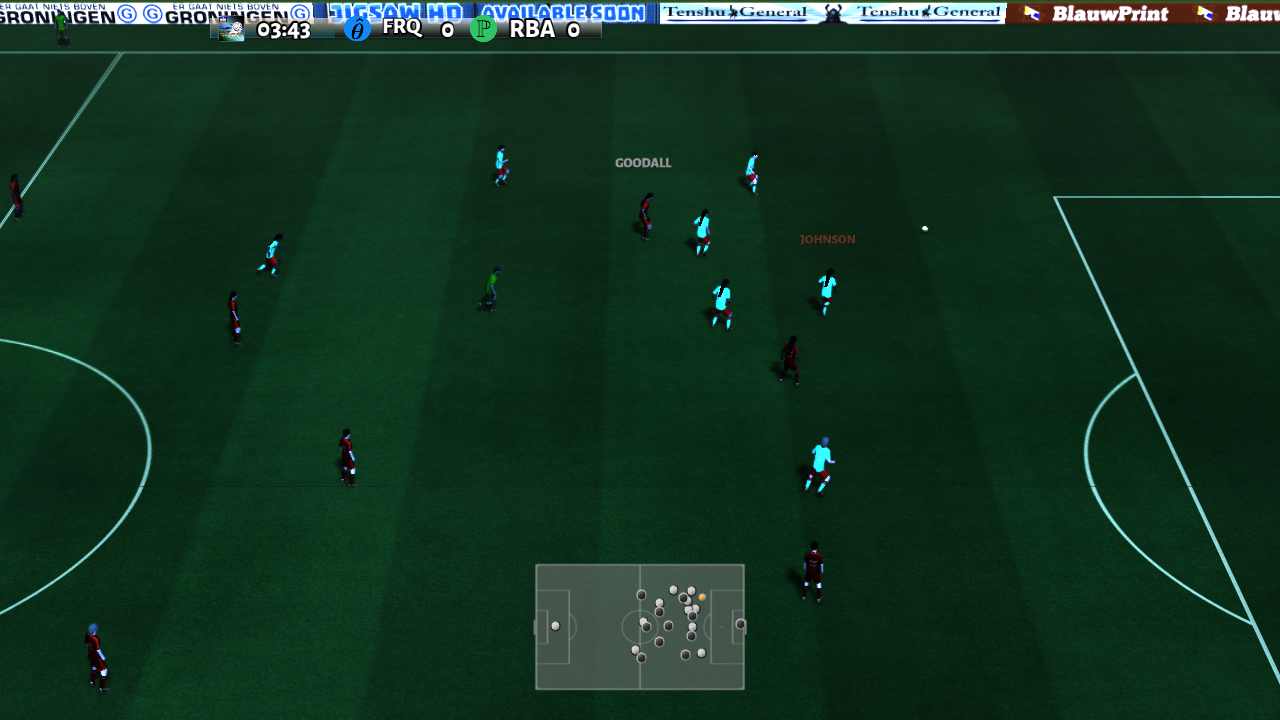 ER GAAT NIETS BOVEN ER GAAT NIETS BOVEN
GRONINGEN G G GRONINGEN G JIGSAW HD AVAILABLE SOON Tenshu General Tenshu General BlauwPrint Blauw
03:43 θ FRQ 0 P RBA 0
GOODALL
JOHNSON